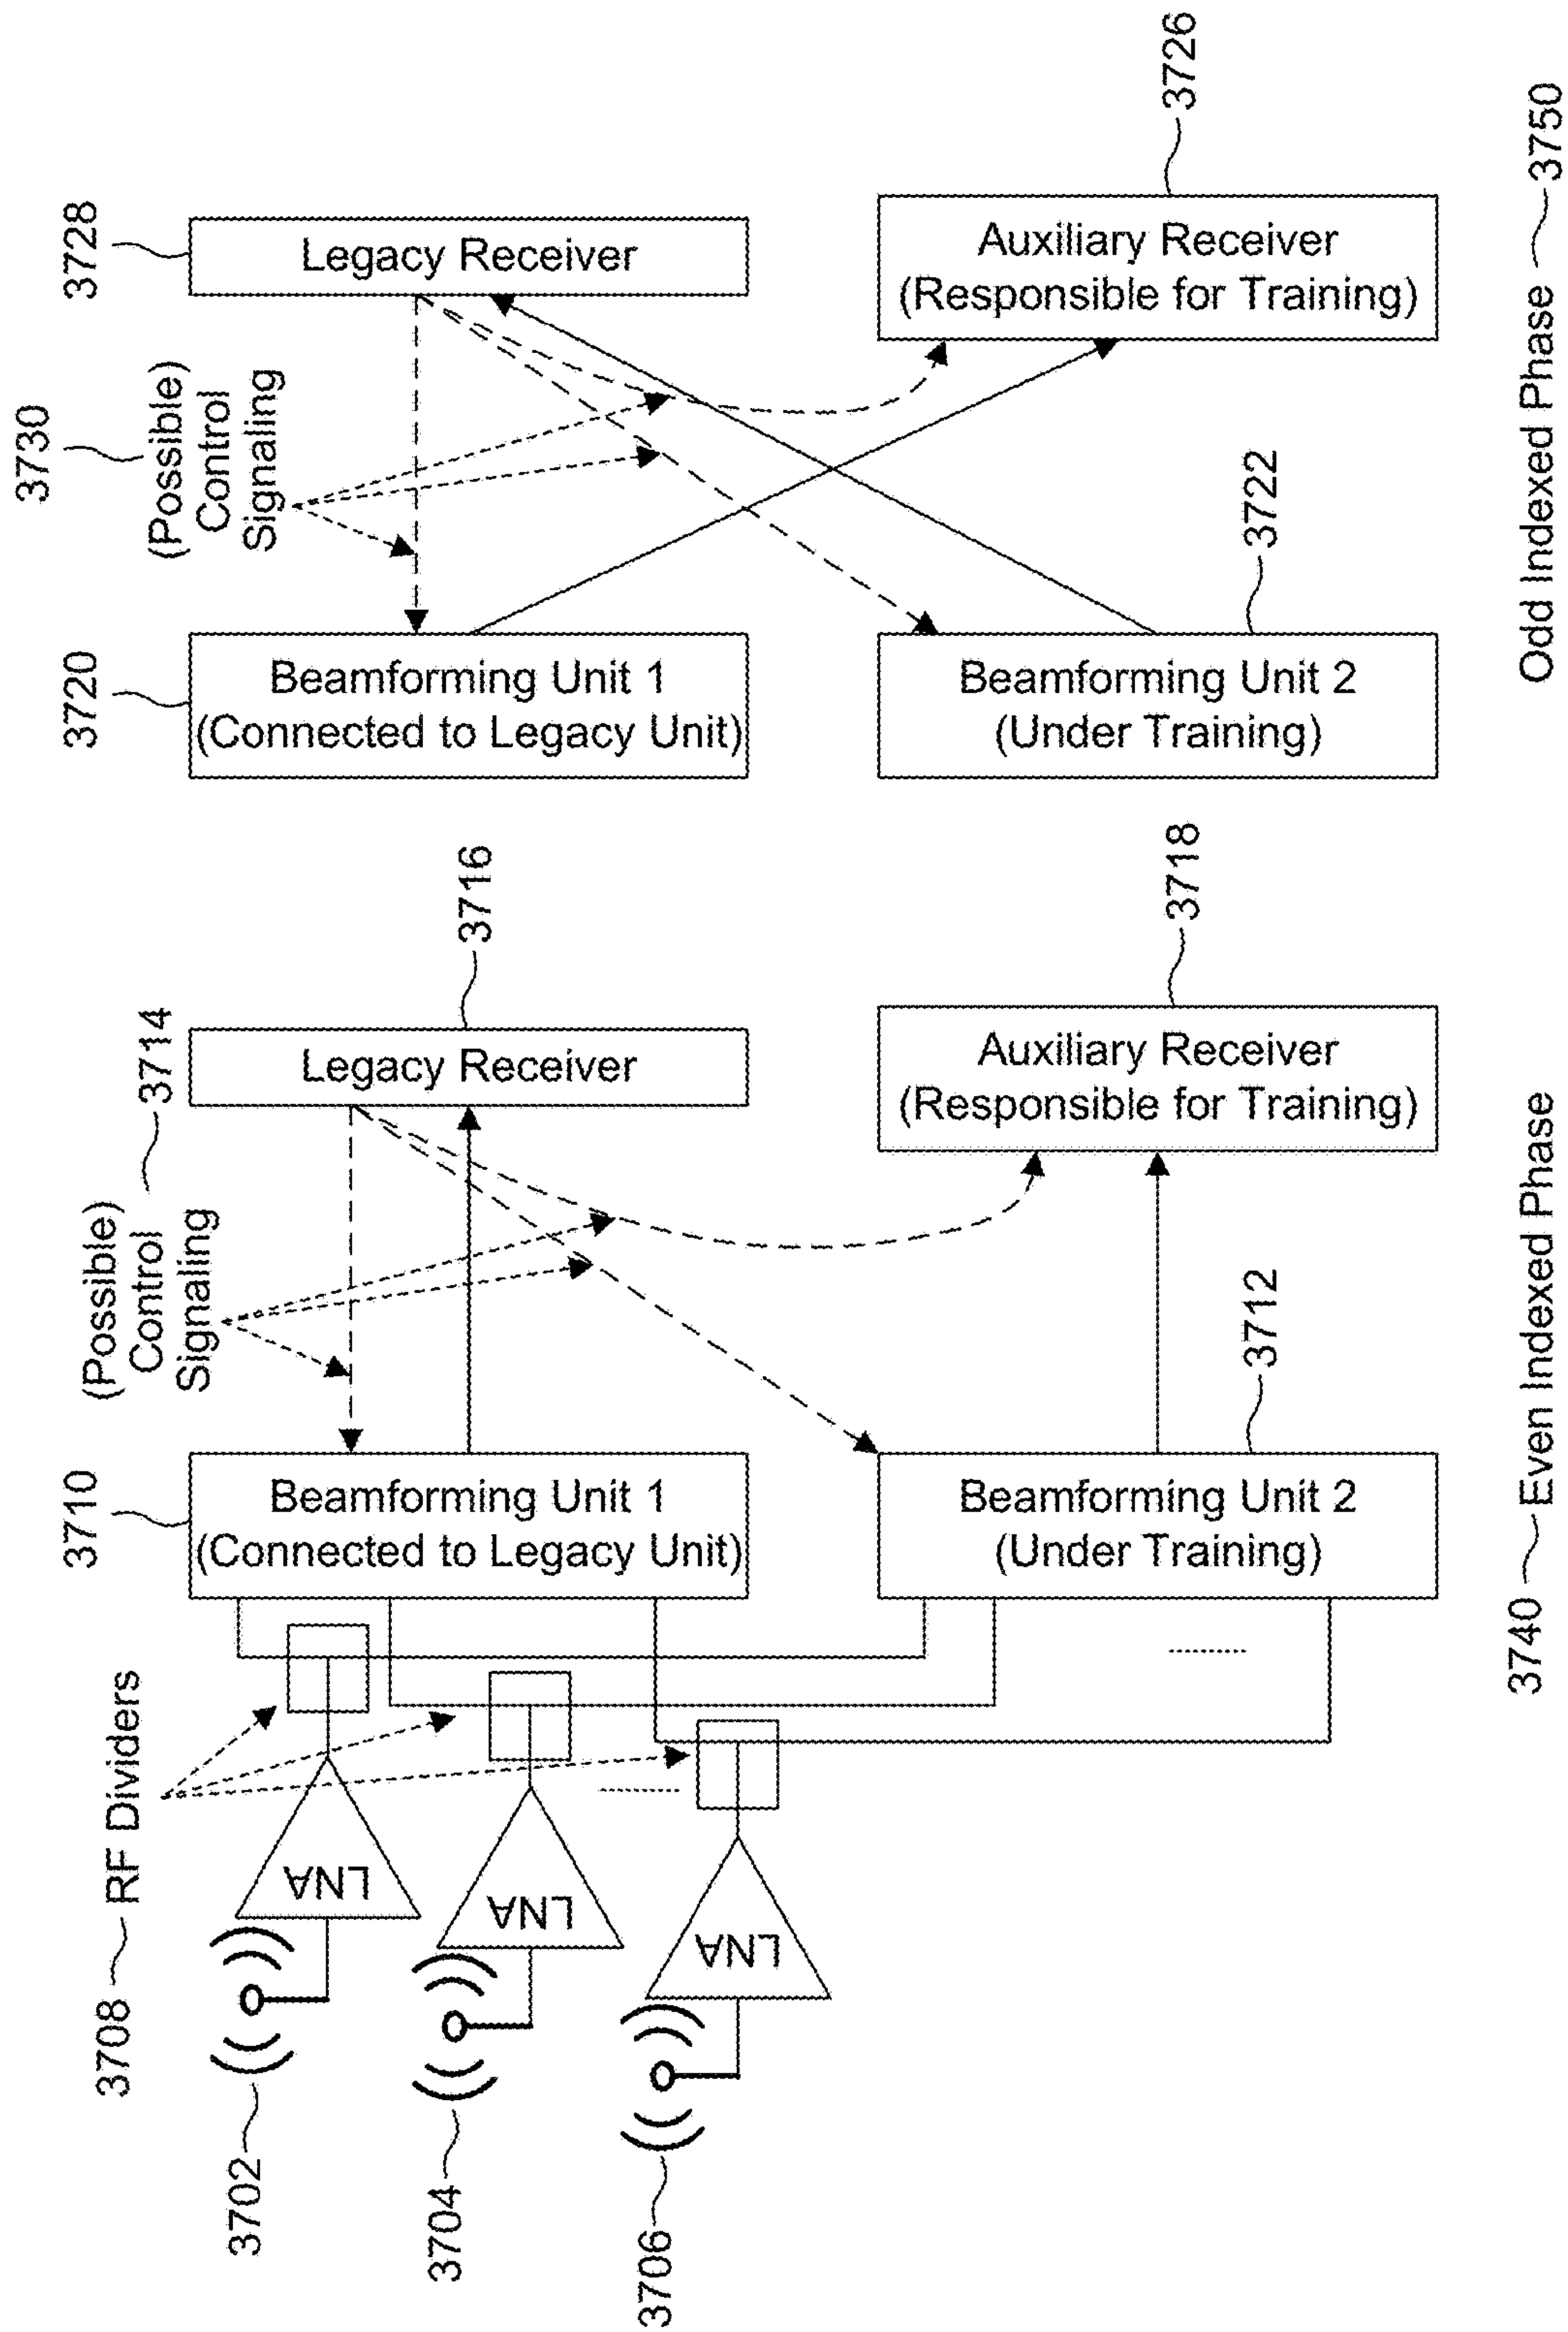 3702
3704
3706
3708
RF Dividers
LNA
LNA
LNA
3710
Beamforming Unit 1
(Connected to Legacy Unit)
Beamforming Unit 2
(Under Training)
3712
(Possible)
Control
Signaling
3714
Legacy Receiver
3716
Auxiliary Receiver
(Responsible for Training)
3718
3740
Even Indexed Phase
3720
Beamforming Unit 1
(Connected to Legacy Unit)
Beamforming Unit 2
(Under Training)
3722
3730
(Possible)
Control
Signaling
3728
Legacy Receiver
Auxiliary Receiver
(Responsible for Training)
3726
Odd Indexed Phase
3750